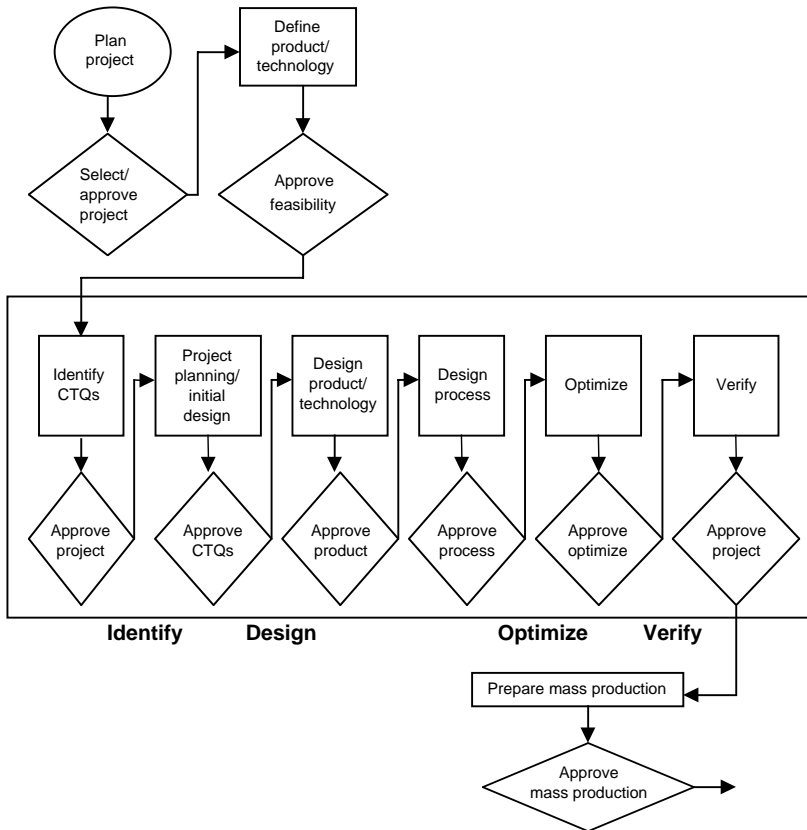 Plan
project
Define
product/
technology
Select/
approve
project
Approve
feasibility
Identify
CTQs
Project
planning/
initial
design
Design
product/
technology
Design
process
Optimize
Verify
Approve
project
Approve
CTQs
Approve
product
Approve
process
Approve
optimize
Approve
project
Identify
Design
Optimize
Verify
Prepare mass production
Approve
mass production